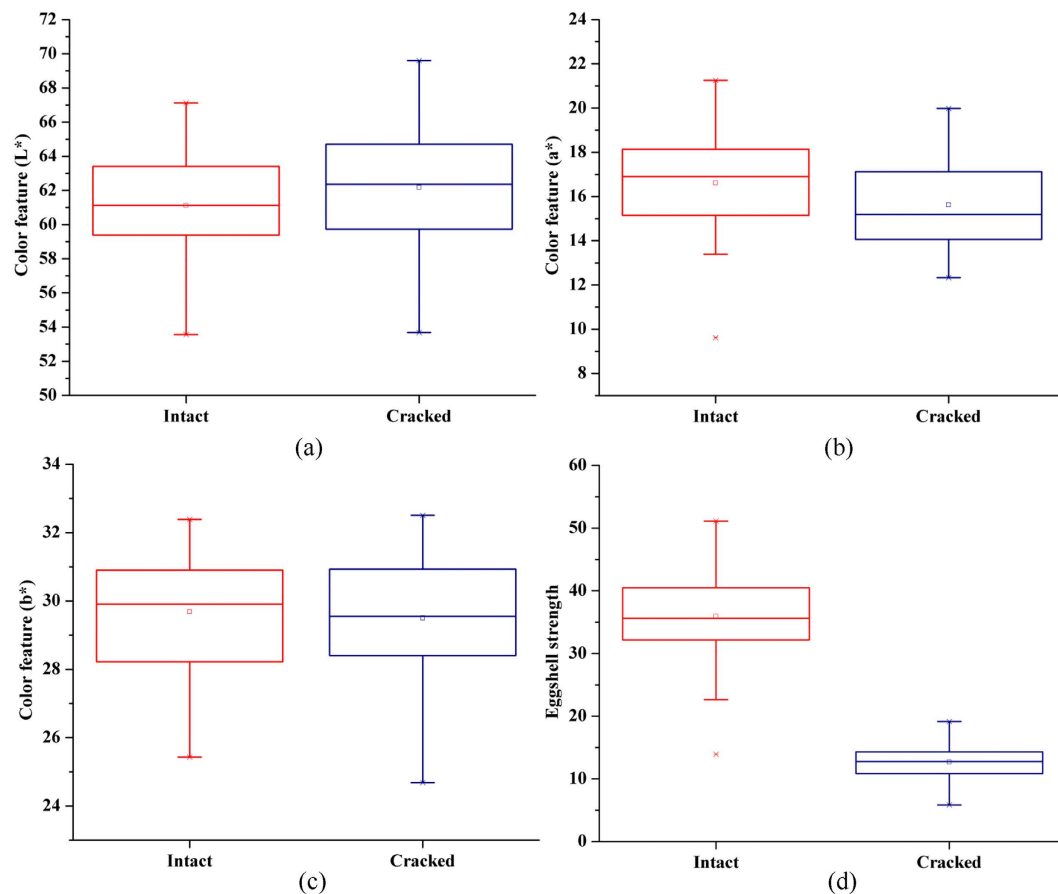 Color feature (L*)
72
70
68
66
64
62
60
58
56
54
52
50
Intact
Cracked
(a)
Color feature (a*)
24
22
20
18
16
14
12
10
8
Intact
Cracked
(b)
Color feature (b*)
34
32
30
28
26
24
Intact
Cracked
(c)
Eggshell strength
60
50
40
30
20
10
0
Intact
Cracked
(d)